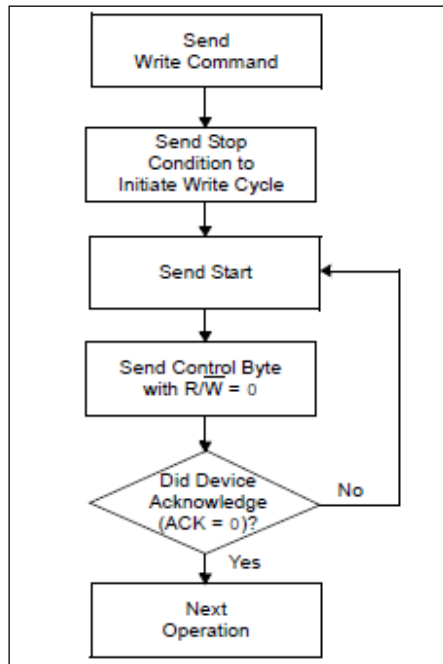 Send
Write Command
Send Stop
Condition to
Initiate Write Cycle
Send Start
Send Control Byte
with R/W̅ = 0
Did Device
Acknowledge
(ACK = 0)?
No
Yes
Next
Operation